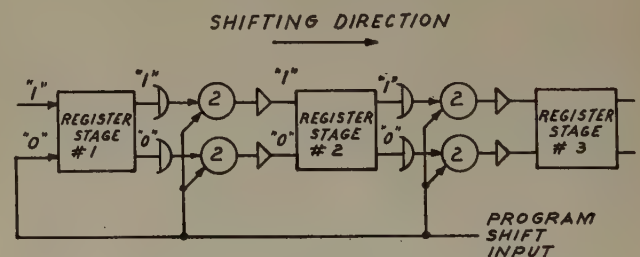 SHIFTING DIRECTION
"1"
"1"
"1"
"1"
2
2
REGISTER
STAGE
#1
REGISTER
STAGE
#2
REGISTER
STAGE
# 3
"0"
"0"
"0"
"0"
2
2
PROGRAM
SHIFT
INPUT